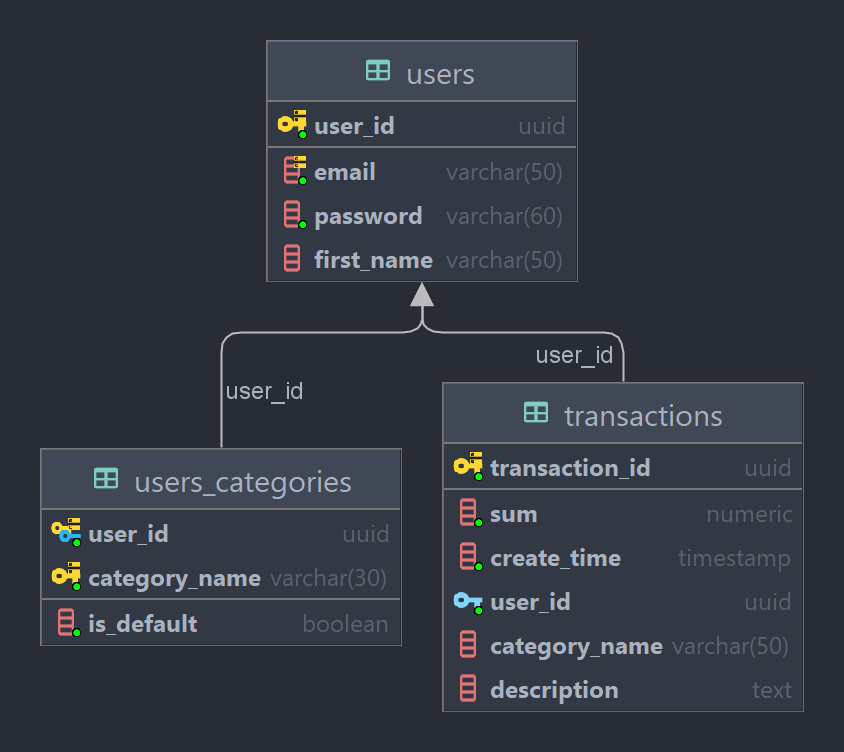 users
user_id uuid
email varchar(50)
password varchar(60)
first_name varchar(50)
user_id
user_id
users_categories
user_id uuid
category_name varchar(30)
is_default boolean
transactions
transaction_id uuid
sum numeric
create_time timestamp
user_id uuid
category_name varchar(50)
description text